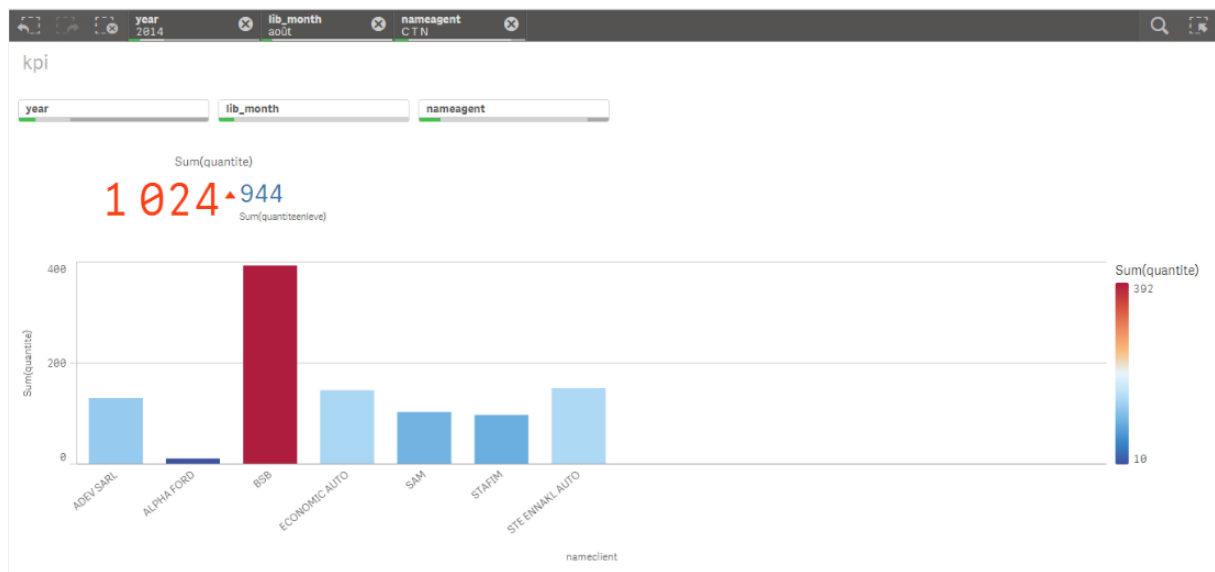 year
2014
lib_month
août
nameagent
CTN
kpi
year
lib_month
nameagent
Sum(quantite)
1 024
944
Sum(quantiteenleve)
400
200
0
Sum(quantite)
ADEV SARL
ALPHA FORD
BSB
ECONOMIC AUTO
SAM
STAFIM
STE ENNAKL AUTO
nameclient
Sum(quantite)
392
10